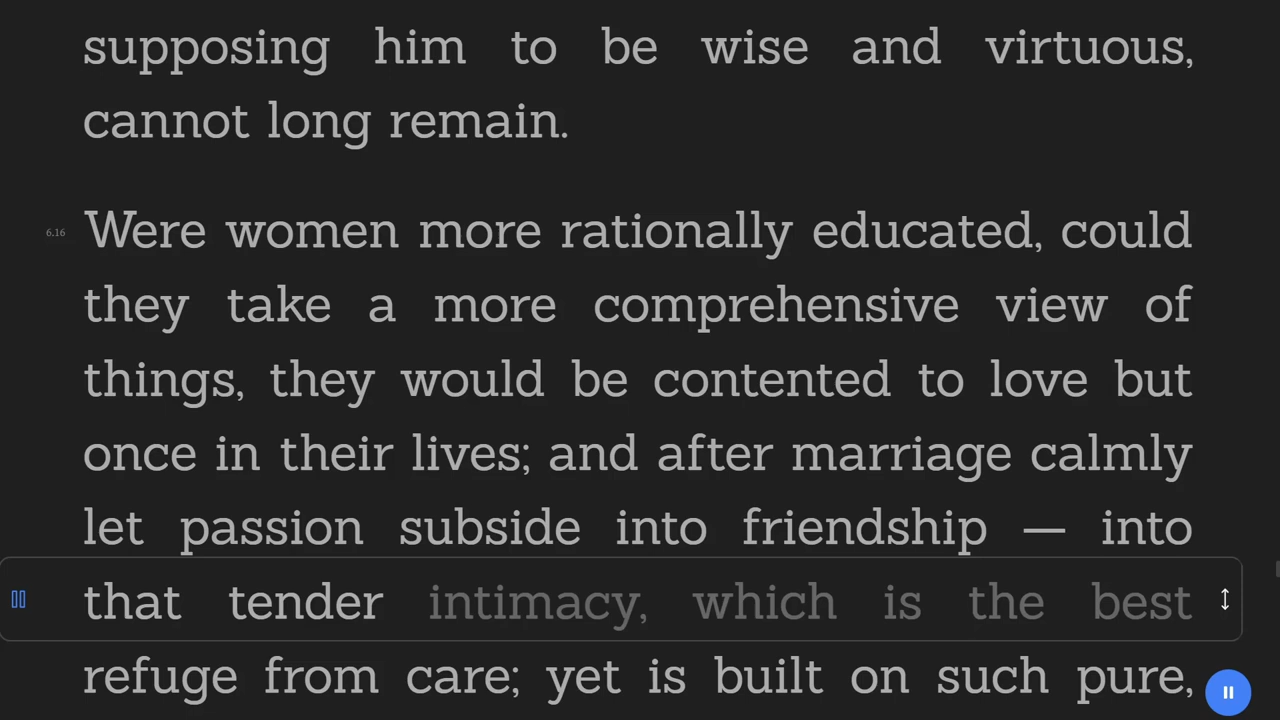 supposing him to be wise and virtuous,
cannot long remain.
6.16
Were women more rationally educated, could
they take a more comprehensive view of
things, they would be contented to love but
once in their lives; and after marriage calmly
let passion subside into friendship — into
that tender intimacy, which is the best
refuge from care; yet is built on such pure,